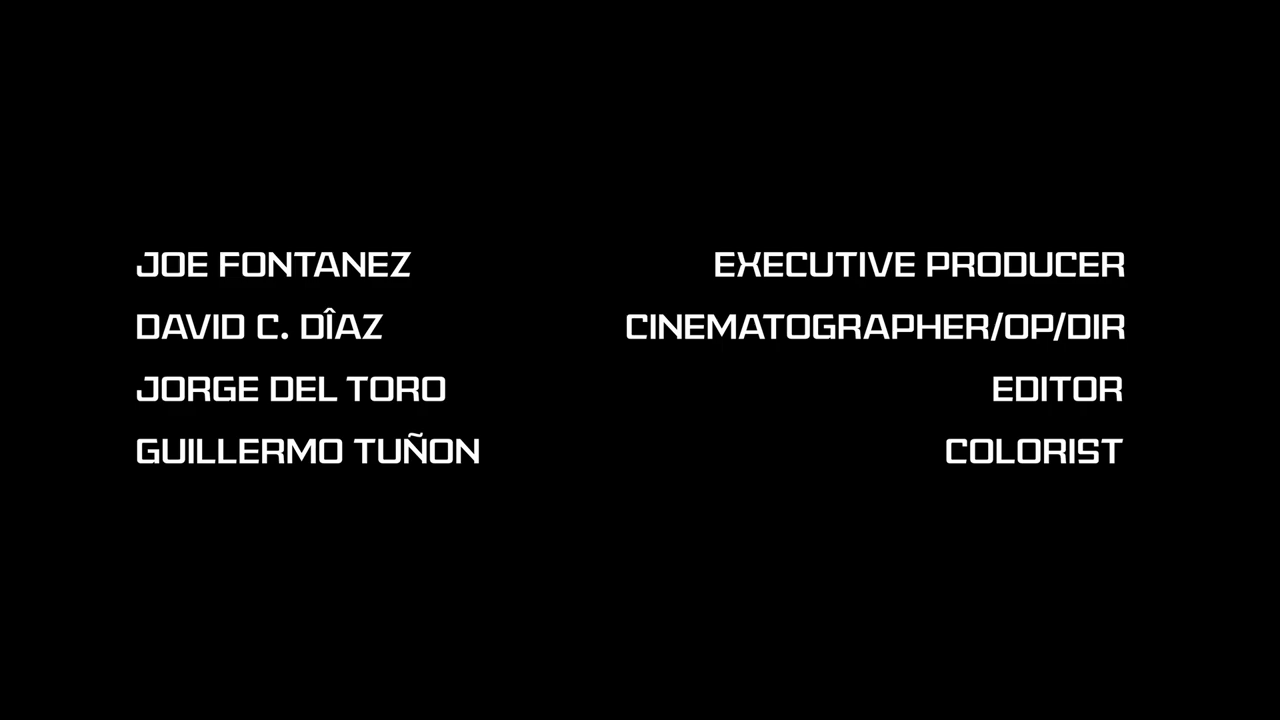 JOE FONTANEZ EXECUTIVE PRODUCER
DAVID C. DÎAZ CINEMATOGRAPHER/OP/DIR
JORGE DEL TORO EDITOR
GUILLERMO TUÑON COLORIST